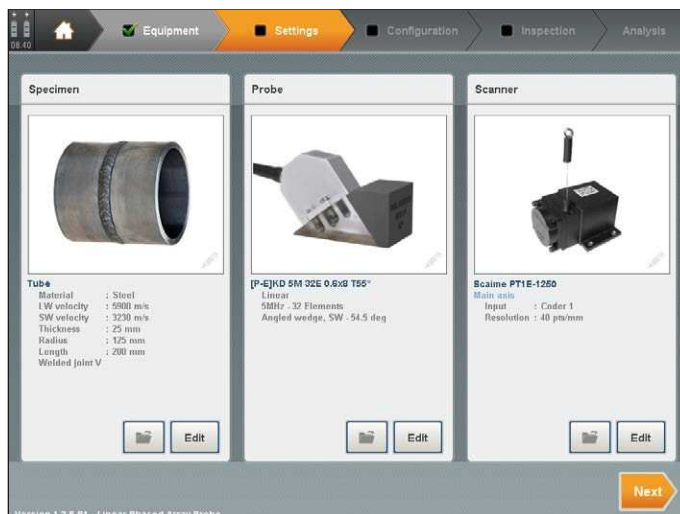 08.40
Equipment
Settings
Configuration
Inspection
Analysis
Specimen
Probe
Scanner
Tube
Material : Steel
LW velocity : 5900 m/s
SW velocity : 3230 m/s
Thickness : 25 mm
Radius : 125 mm
Length : 200 mm
Welded joint V
[P-E]KD 5M 32E 0.6x8 T55°
Linear
5MHz - 32 Elements
Angled wedge, SW - 54.5 deg
Scaime PT1E-1250
Main axis
Input : Coder 1
Resolution : 40 pts/mm
Edit
Edit
Edit
Next
Linear Phased Array Probe